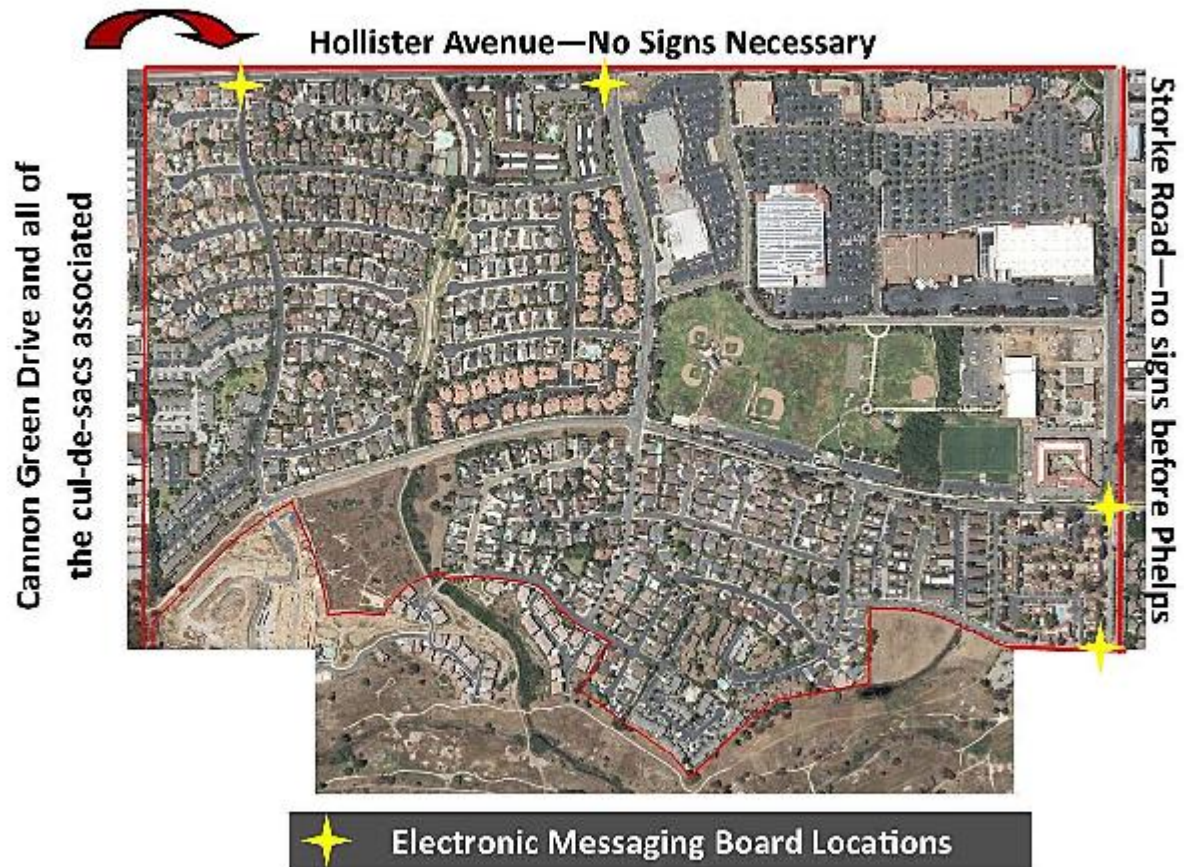 Hollister Avenue—No Signs Necessary
Cannon Green Drive and all of
the cul-de-sacs associated
Storke Road—no signs before Phelps
Electronic Messaging Board Locations